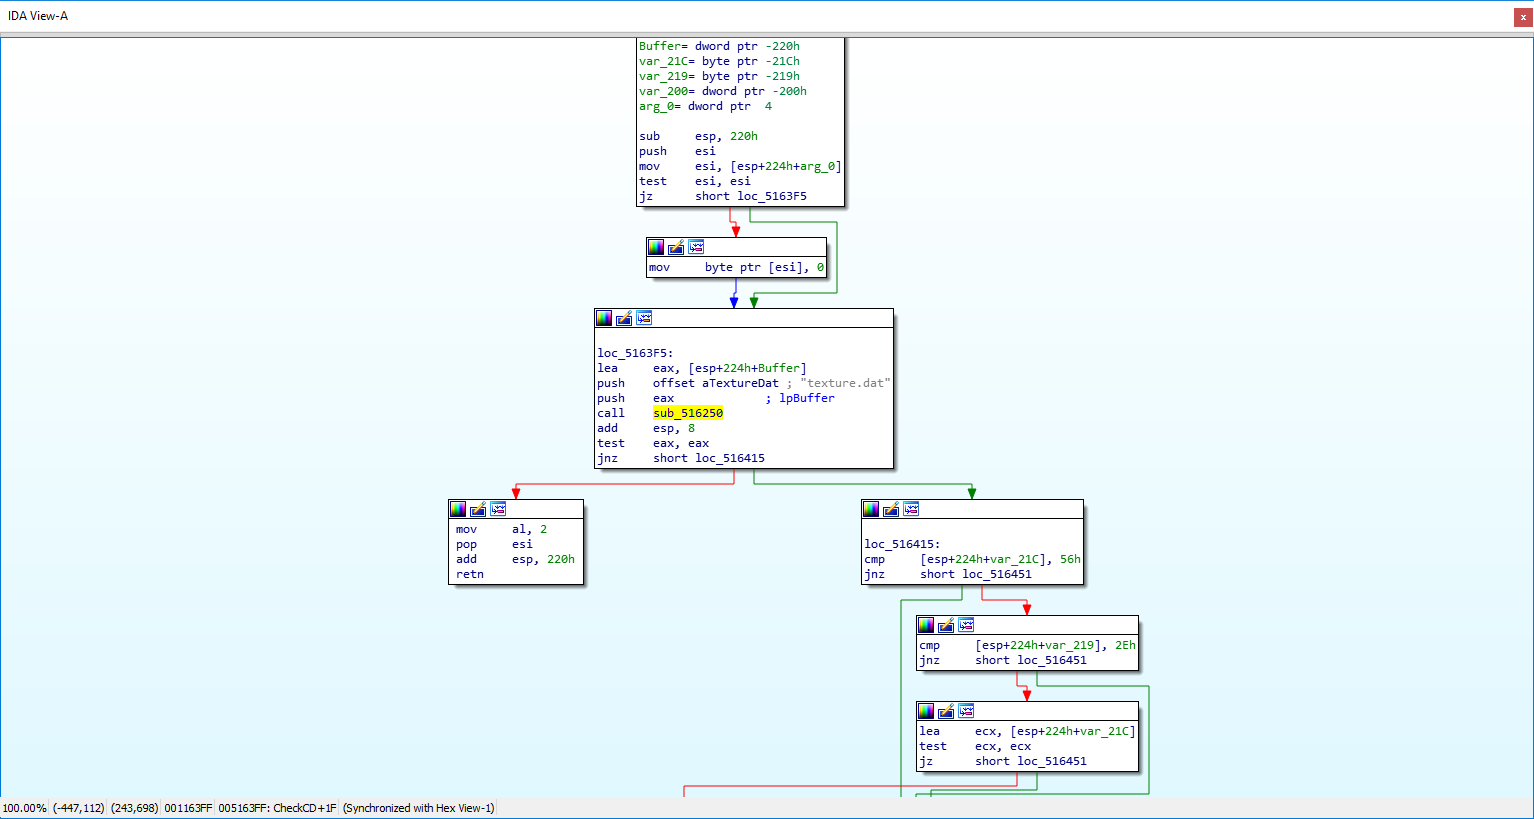 IDA View-A
x
Buffer= dword ptr -220h
var_21C= byte ptr -21Ch
var_219= byte ptr -219h
var_200= dword ptr -200h
arg_0= dword ptr  4
sub     esp, 220h
push    esi
mov     esi, [esp+224h+arg_0]
test    esi, esi
jz      short loc_5163F5
mov     byte ptr [esi], 0
loc_5163F5:
lea     eax, [esp+224h+Buffer]
push    offset aTextureDat ; "texture.dat"
push    eax             ; lpBuffer
call    sub_516250
add     esp, 8
test    eax, eax
jnz     short loc_516415
mov     al, 2
pop     esi
add     esp, 220h
retn
loc_516415:
cmp     [esp+224h+var_21C], 56h
jnz     short loc_516451
cmp     [esp+224h+var_219], 2Eh
jnz     short loc_516451
lea     ecx, [esp+224h+var_21C]
test    ecx, ecx
jz      short loc_516451
100.00% (-447,112) (243,698) 001163FF 005163FF: CheckCD+1F (Synchronized with Hex View-1)